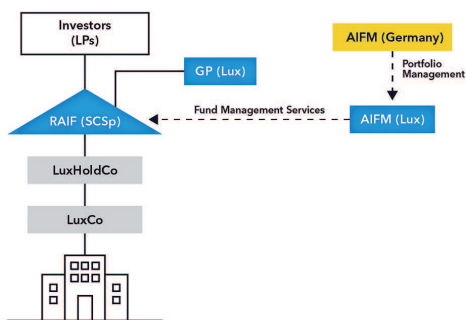 Investors
(LPs)
AIFM (Germany)
GP (Lux)
Portfolio
Management
Fund Management Services
RAIF (SCSp)
AIFM (Lux)
LuxHoldCo
LuxCo